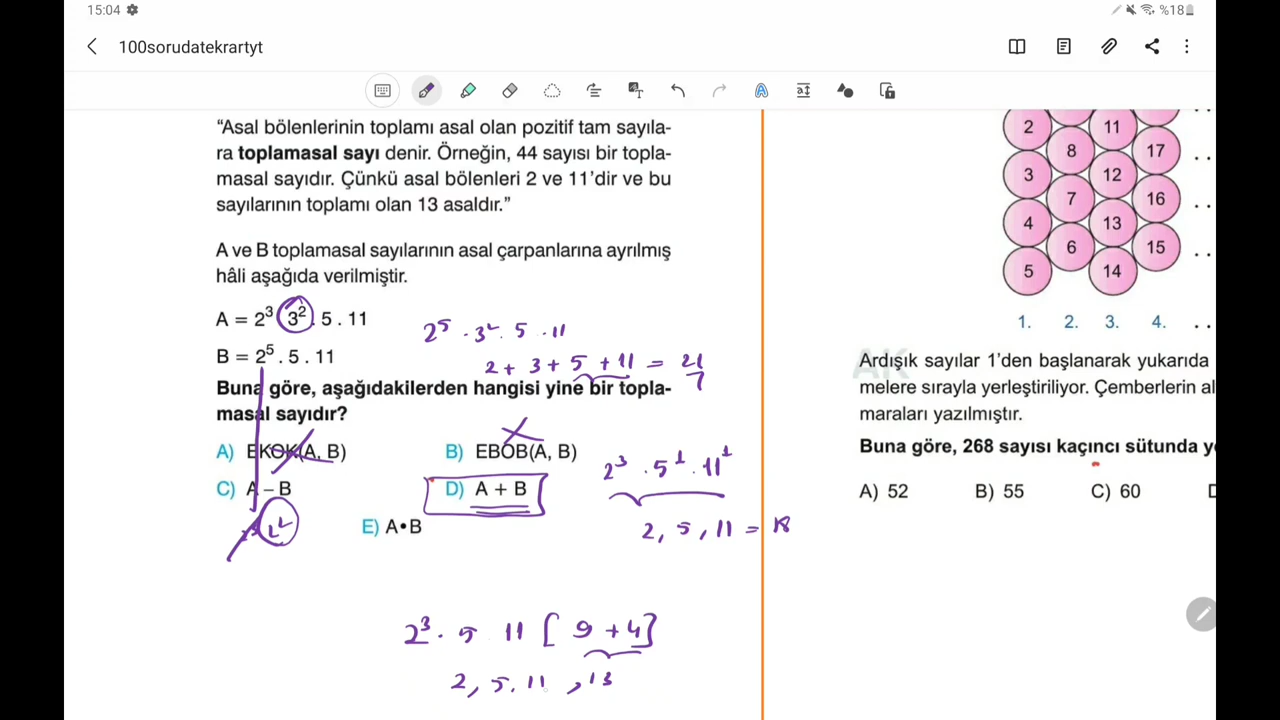 15:04
%18
100sorudatekrartyt
“Asal bölenlerinin toplamı asal olan pozitif tam sayıla-
ra toplamasal sayı denir. Örneğin, 44 sayısı bir topla-
masal sayıdır. Çünkü asal bölenleri 2 ve 11’dir ve bu
sayılarının toplamı olan 13 asaldır.”
A ve B toplamasal sayılarının asal çarpanlarına ayrılmış
hâli aşağıda verilmiştir.
A = 2³ 3² . 5 . 11
B = 2⁵ . 5 . 11
2⁵ . 3² . 5 . 11
2 + 3 + 5 + 11 = 21
7
Buna göre, aşağıdakilerden hangisi yine bir topla-
masal sayıdır?
A) EKOK(A, B)
B) EBOB(A, B)
C) A – B
D) A + B
E) A•B
2³ . 5¹ . 11¹
2, 5, 11 = 18
2³ . 5 11 [ 9 + 4 ]
2, 5. 11 , 13
2 11
8 17
3 12
7 16
4 13
6 15
5 14
1. 2. 3. 4. . .
AK
Ardışık sayılar 1’den başlanarak yukarıda
melere sırayla yerleştiriliyor. Çemberlerin al
maraları yazılmıştır.
Buna göre, 268 sayısı kaçıncı sütunda y
A) 52 B) 55 C) 60